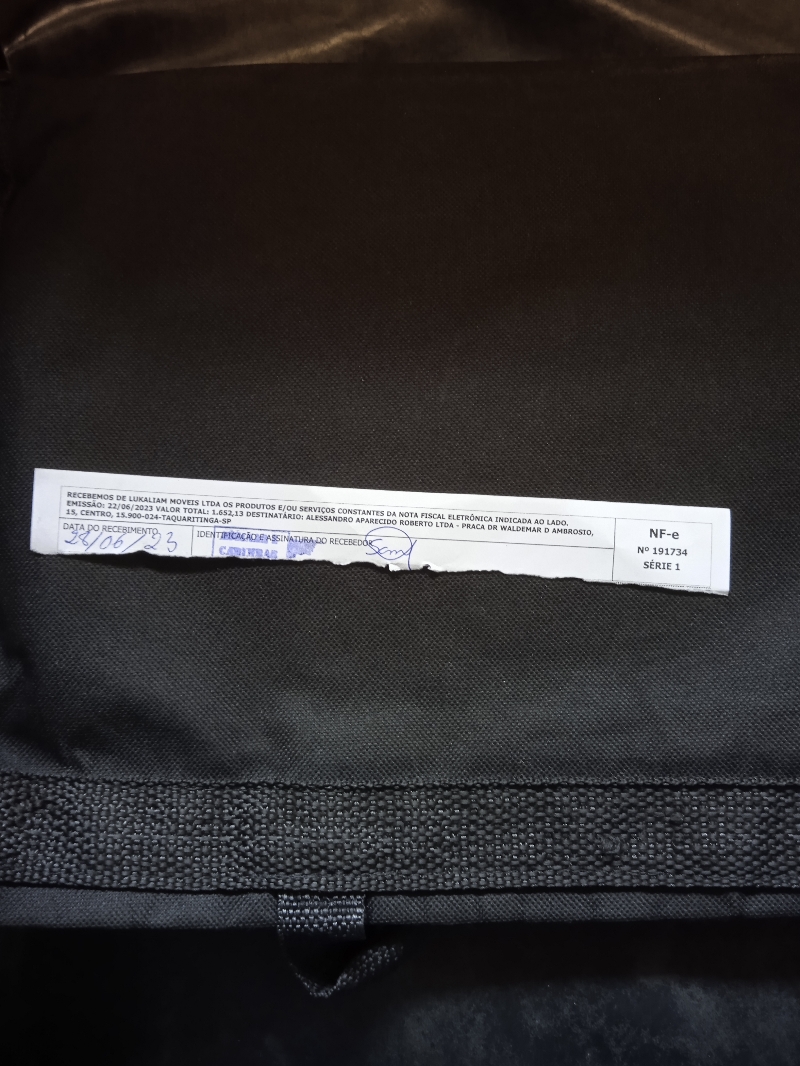 RECEBEMOS DE LUKALIAM MOVEIS LTDA OS PRODUTOS E/OU SERVIÇOS CONSTANTES DA NOTA FISCAL ELETRÔNICA INDICADA AO LADO.
EMISSÃO: 22/06/2023 VALOR TOTAL: 1.652,13 DESTINATÁRIO: ALESSANDRO APARECIDO ROBERTO LTDA - PRACA DR WALDEMAR D AMBROSIO,
15, CENTRO, 15.900-024-TAQUARITINGA-SP
DATA DO RECEBIMENTO
28/06/23
IDENTIFICAÇÃO E ASSINATURA DO RECEBEDOR
NF-e
Nº 191734
SÉRIE 1